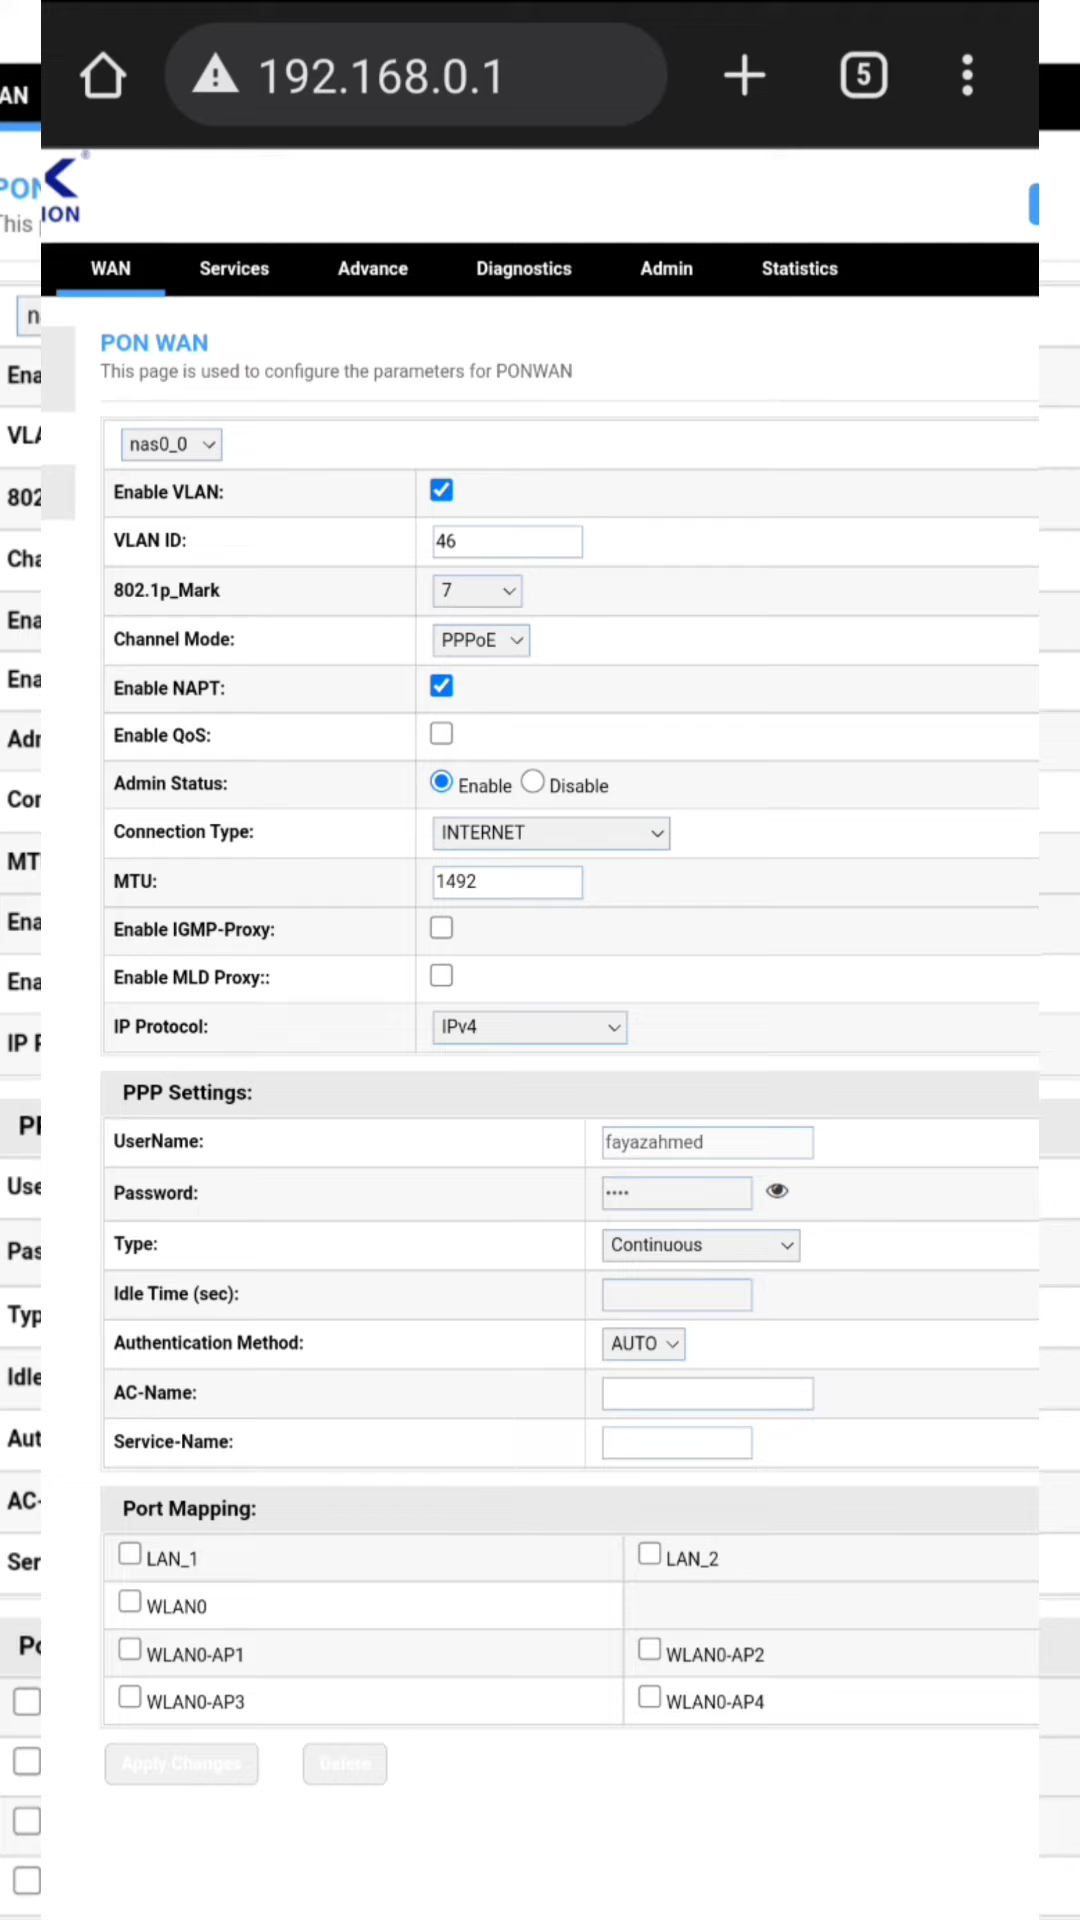 192.168.0.1
5
ION
WAN Services Advance Diagnostics Admin Statistics
PON WAN
This page is used to configure the parameters for PONWAN
nas0_0
Enable VLAN:
VLAN ID: 46
802.1p_Mark 7
Channel Mode: PPPoE
Enable NAPT:
Enable QoS:
Admin Status: Enable Disable
Connection Type: INTERNET
MTU: 1492
Enable IGMP-Proxy:
Enable MLD Proxy::
IP Protocol: IPv4
PPP Settings:
UserName: fayazahmed
Password: ••••
Type: Continuous
Idle Time (sec):
Authentication Method: AUTO
AC-Name:
Service-Name:
Port Mapping:
LAN_1 LAN_2
WLAN0
WLAN0-AP1 WLAN0-AP2
WLAN0-AP3 WLAN0-AP4
Apply Changes Delete